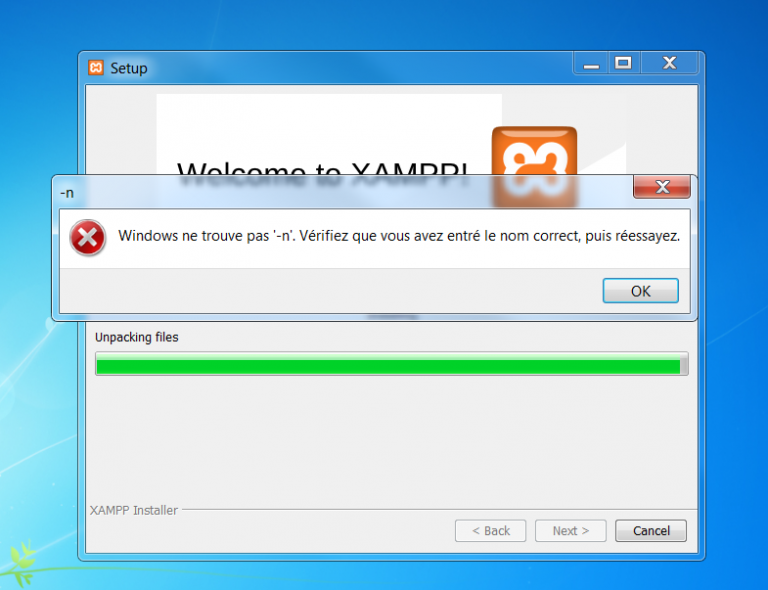 Setup
Welcome to XAMPP!
-n
Windows ne trouve pas '-n'. Vérifiez que vous avez entré le nom correct, puis réessayez.
OK
Unpacking files
XAMPP Installer
< Back
Next >
Cancel